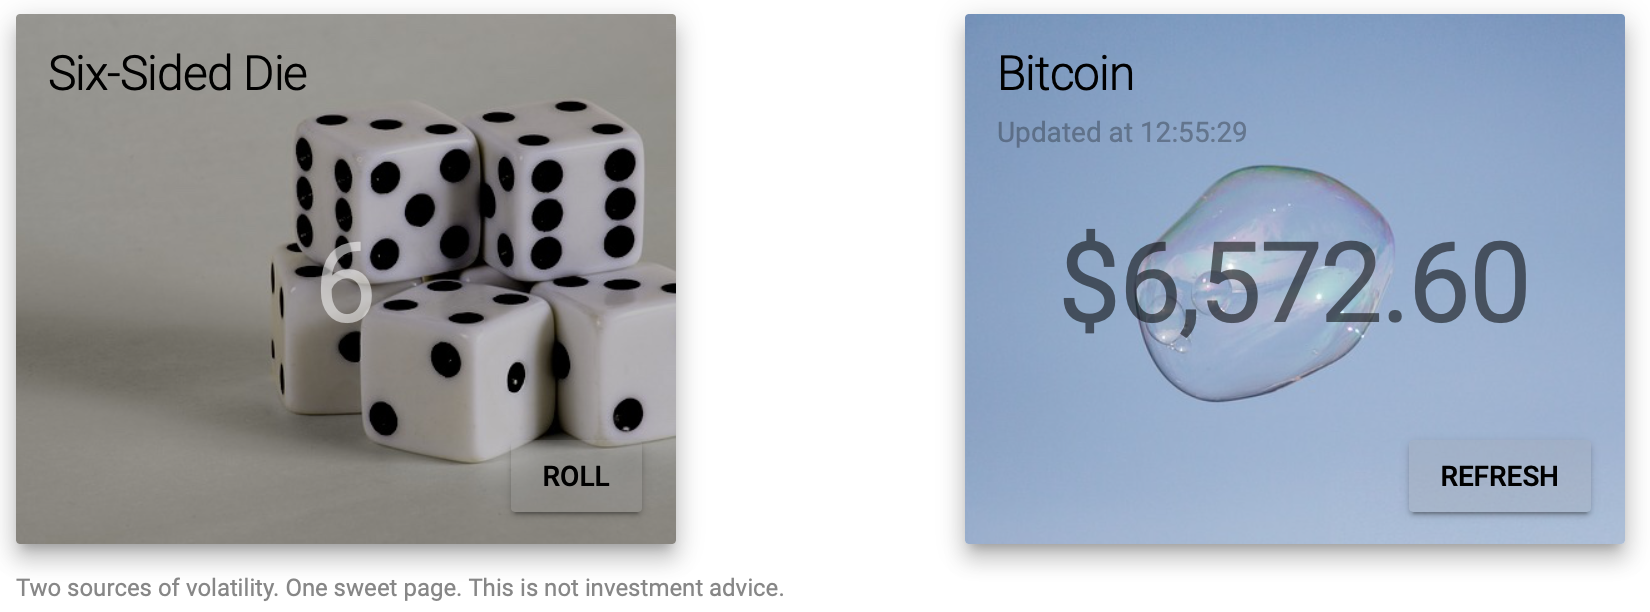 Six-Sided Die
6
ROLL
Bitcoin
Updated at 12:55:29
$6,572.60
REFRESH
Two sources of volatility. One sweet page. This is not investment advice.